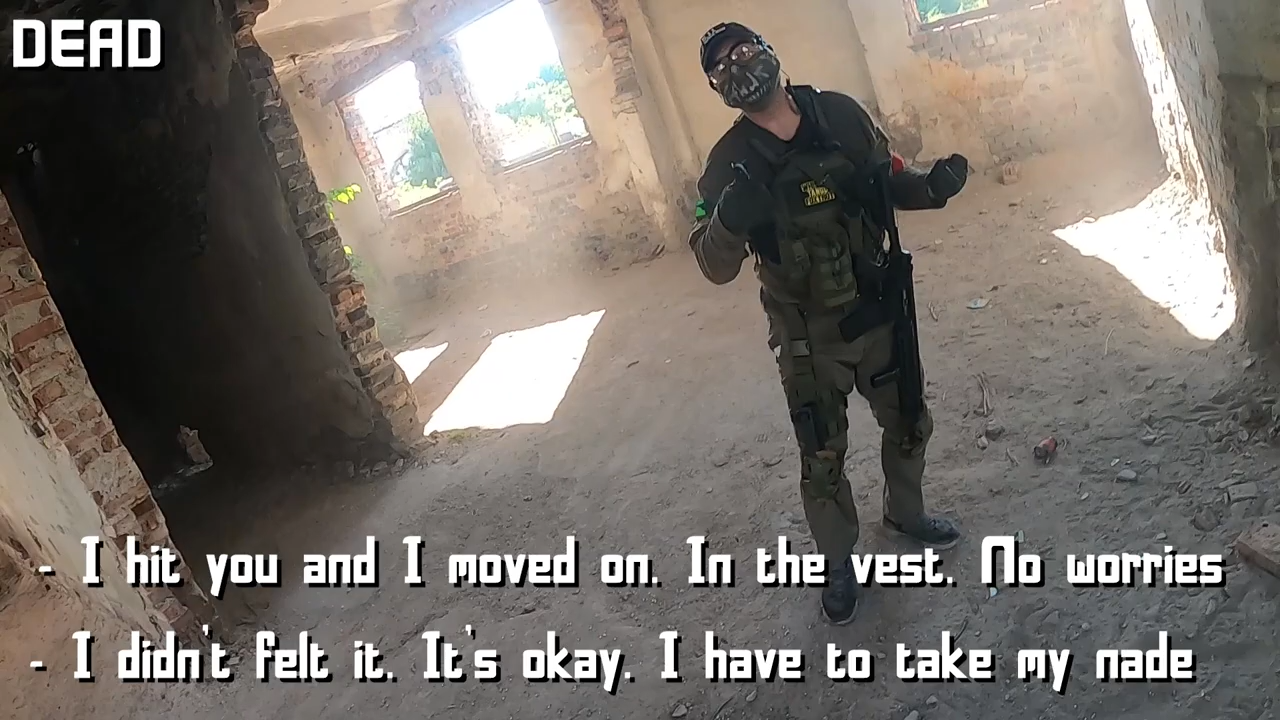 DEAD
- I hit you and I moved on. In the vest. No worries
- I didn't felt it. It's okay. I have to take my nade